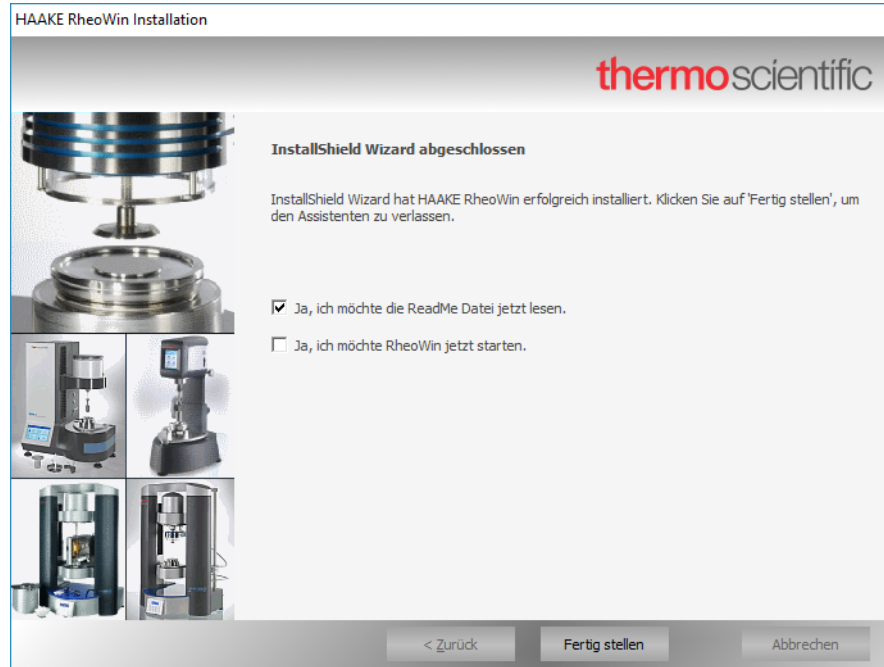 HAAKE RheoWin Installation
thermoscientific
InstallShield Wizard abgeschlossen
InstallShield Wizard hat HAAKE RheoWin erfolgreich installiert. Klicken Sie auf 'Fertig stellen', um
den Assistenten zu verlassen.
Ja, ich möchte die ReadMe Datei jetzt lesen.
Ja, ich möchte RheoWin jetzt starten.
< Zurück
Fertig stellen
Abbrechen